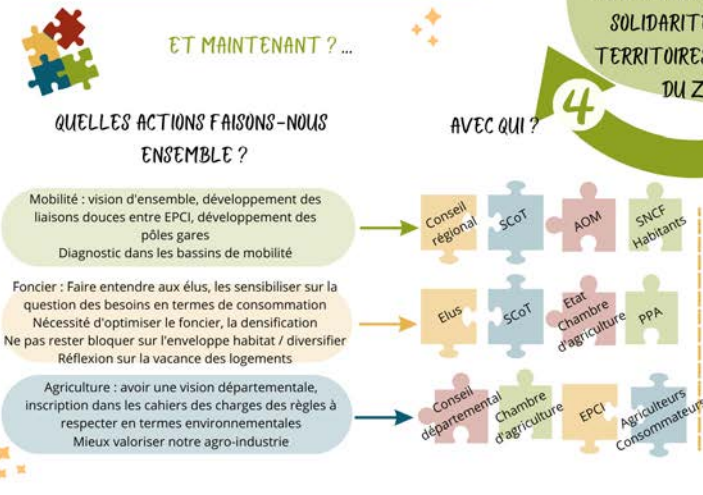 ET MAINTENANT ? ...
SOLIDARITÉ
TERRITOIRES
DU Z
4
QUELLES ACTIONS FAISONS-NOUS
ENSEMBLE ?
AVEC QUI ?
Mobilité : vision d'ensemble, développement des
liaisons douces entre EPCI, développement des
pôles gares
Diagnostic dans les bassins de mobilité
Conseil
régional
SCoT
AOM
SNCF
Habitants
Foncier : Faire entendre aux élus, les sensibiliser sur la
question des besoins en termes de consommation
Nécessité d'optimiser le foncier, la densification
Ne pas rester bloquer sur l'enveloppe habitat / diversifier
Réflexion sur la vacance des logements
Elus
SCoT
Etat
Chambre
d'agriculture
PPA
Agriculture : avoir une vision départementale,
inscription dans les cahiers des charges des règles à
respecter en termes environnementales
Mieux valoriser notre agro-industrie
Conseil
départemental
Chambre
d'agriculture
EPCI
Agriculteurs
Consommateurs